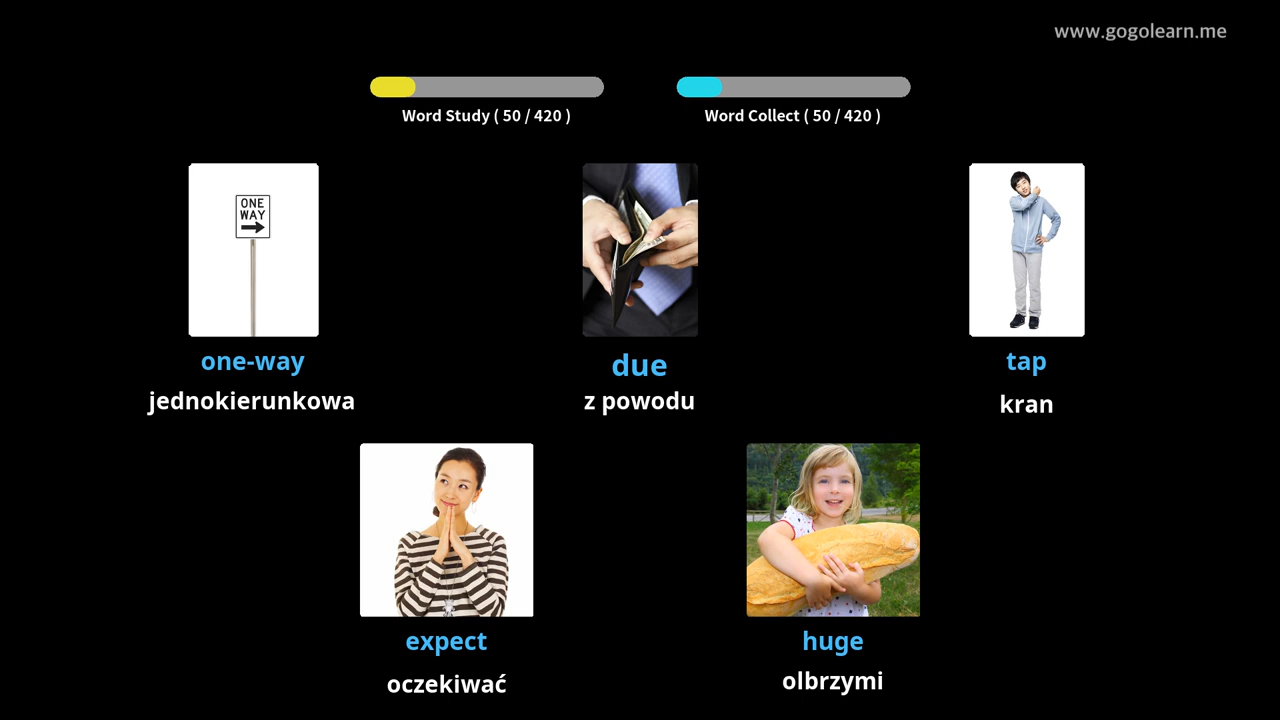 www.gogolearn.me
Word Study ( 50 / 420 )
Word Collect ( 50 / 420 )
ONE
WAY
one-way
jednokierunkowa
due
z powodu
tap
kran
expect
oczekiwać
huge
olbrzymi